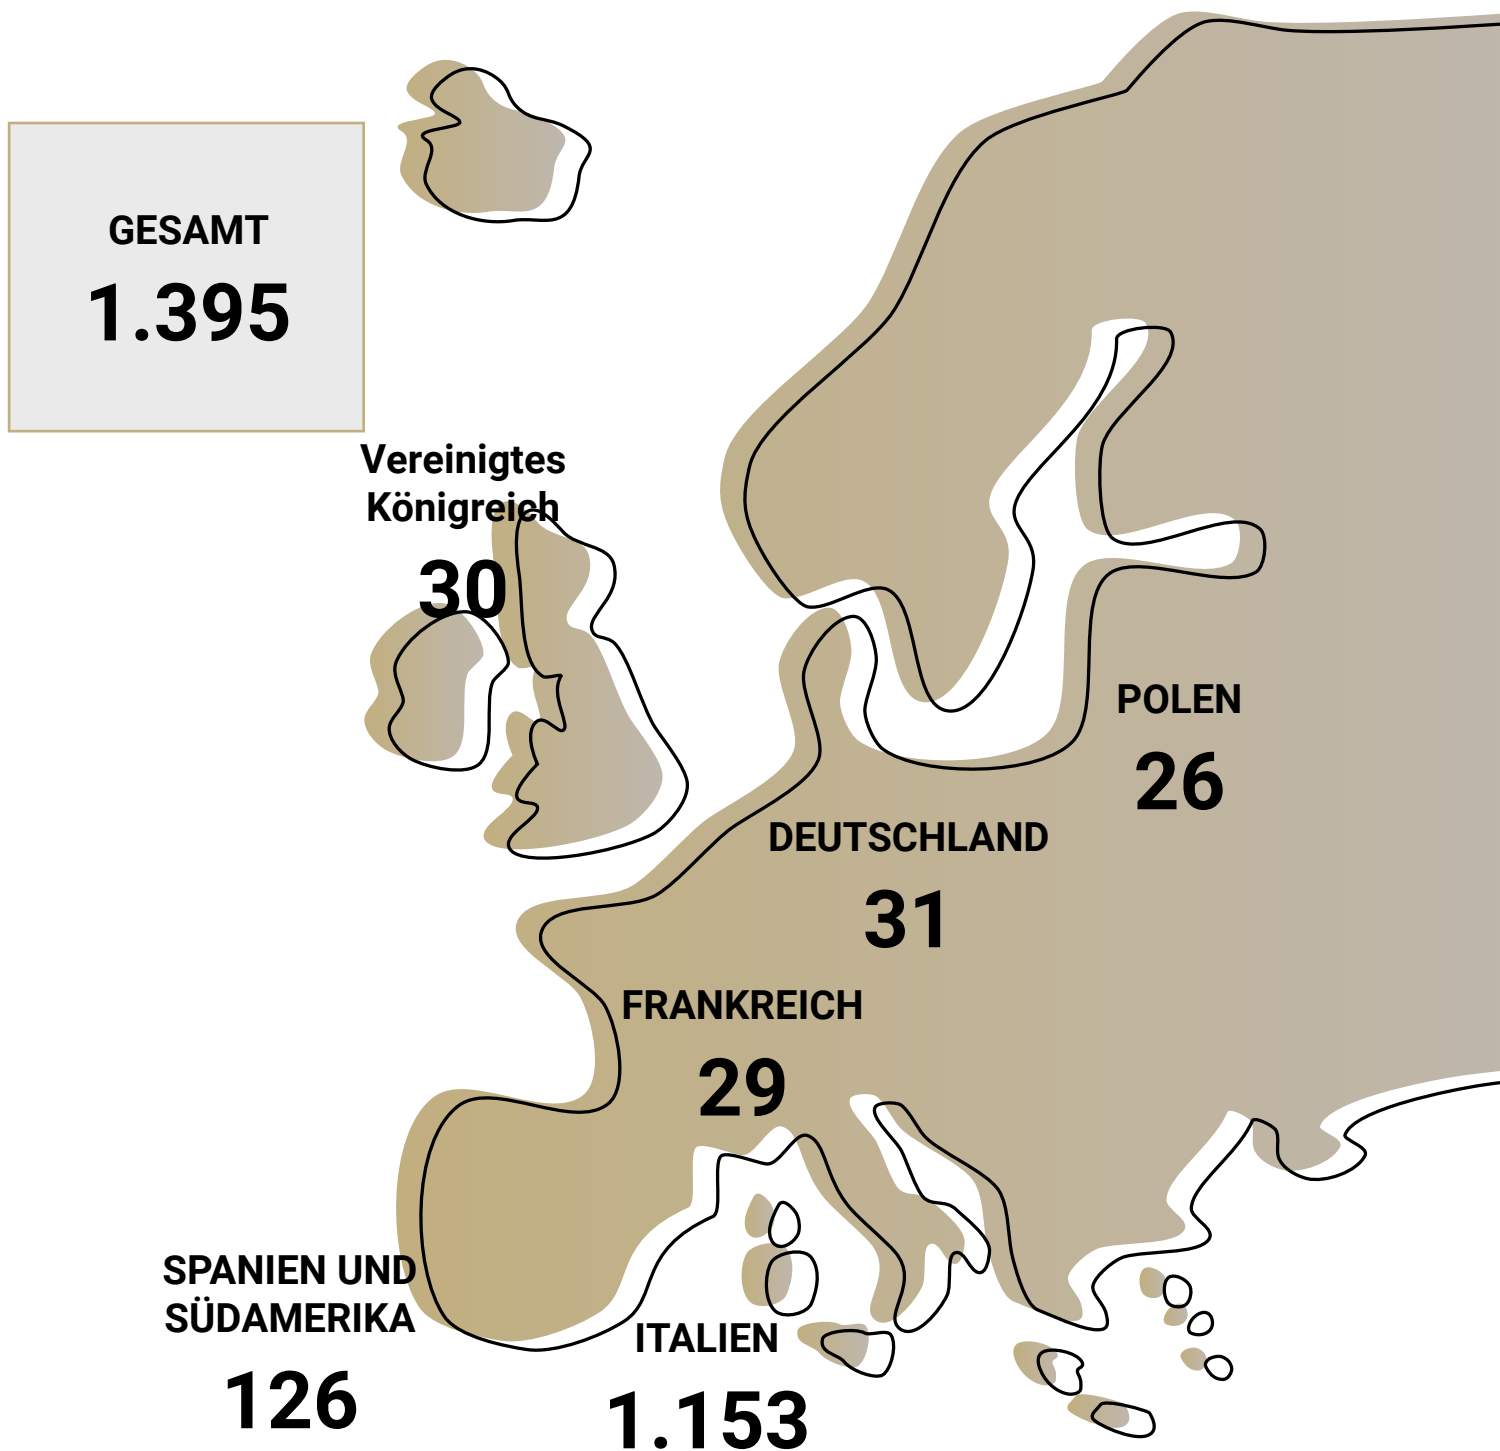 GESAMT
1.395
Vereinigtes
Königreich
30
POLEN
26
DEUTSCHLAND
31
FRANKREICH
29
SPANIEN UND
SÜDAMERIKA
126
ITALIEN
1.153